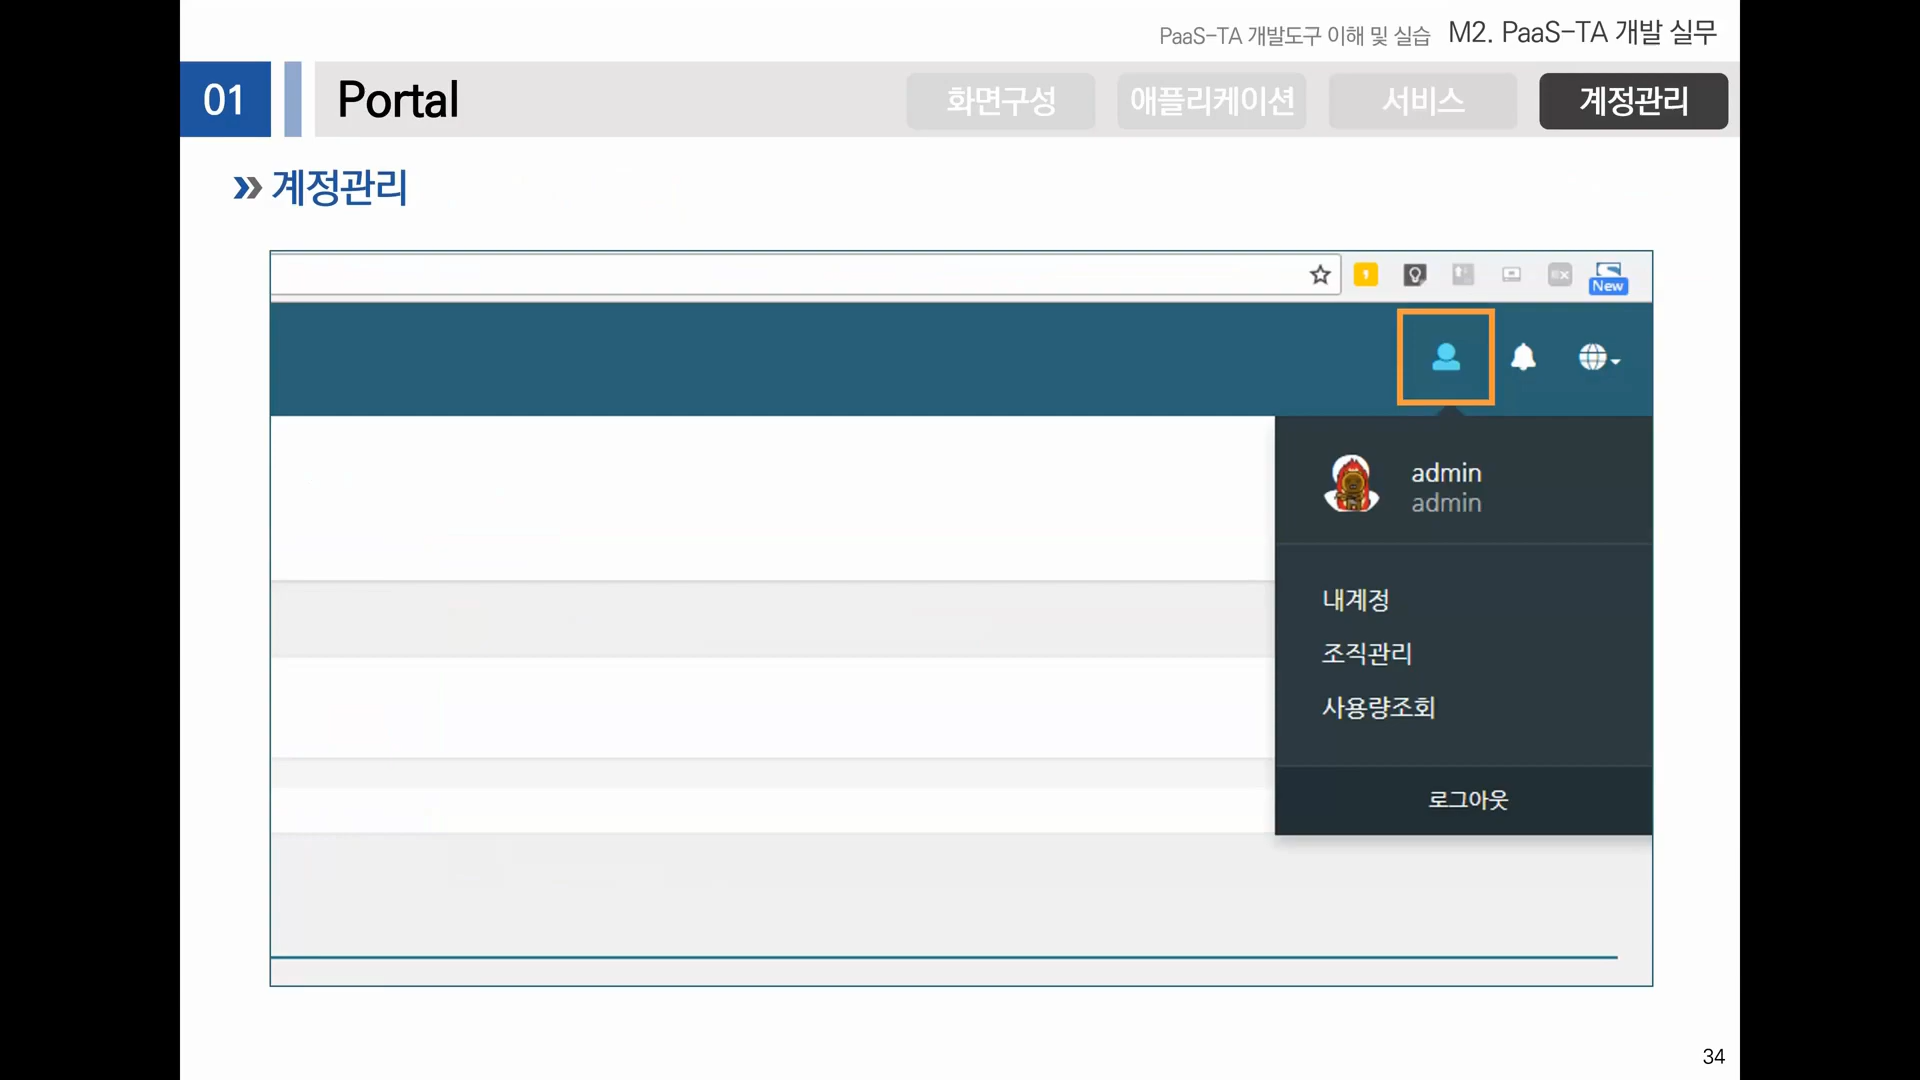 PaaS-TA 개발도구 이해 및 실습 M2. PaaS-TA 개발 실무
01 Portal 화면구성 애플리케이션 서비스 계정관리
계정관리
New
admin
admin
내계정
조직관리
사용량조회
로그아웃
34